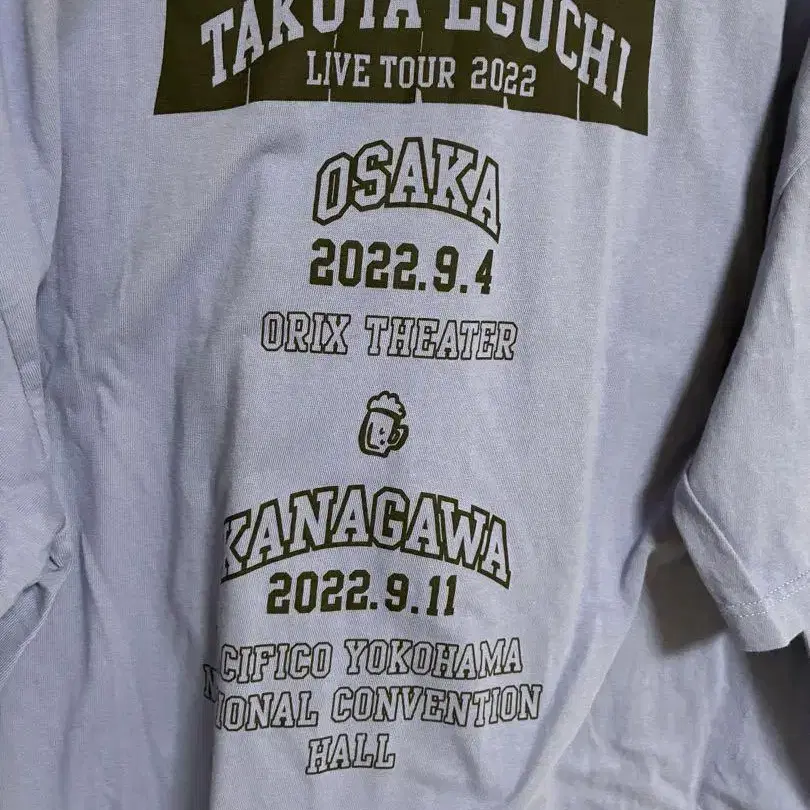 TAKUYA EGUCHI
LIVE TOUR 2022
OSAKA
2022.9.4
ORIX THEATER
KANAGAWA
2022.9.11
CIFICO YOKOHAMA
N IONAL CONVENTION
HALL